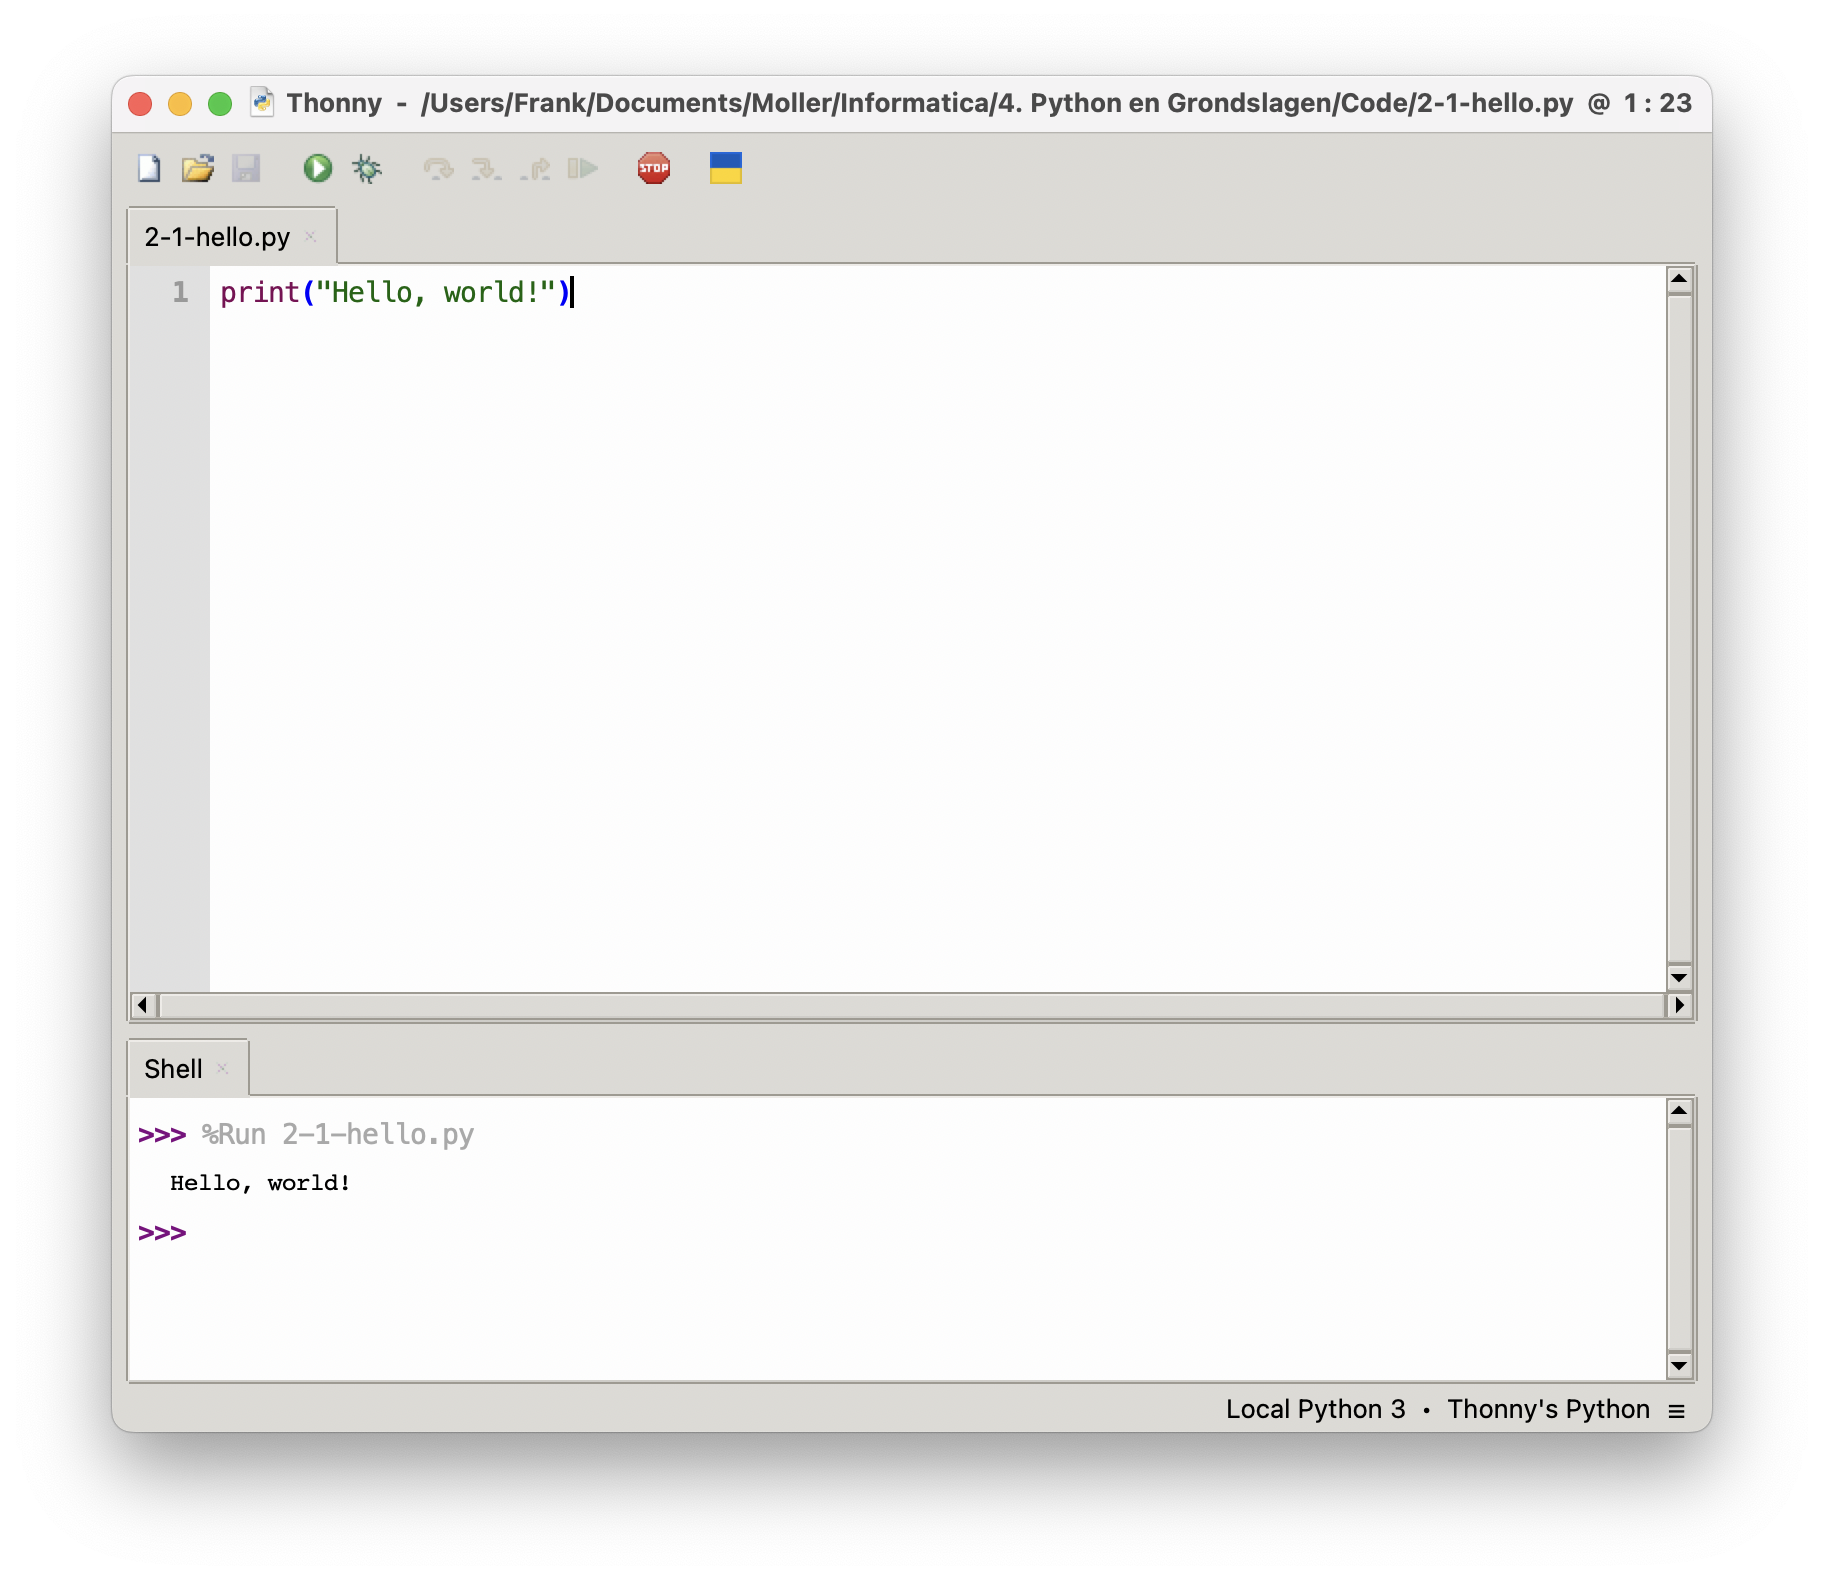 Thonny - /Users/Frank/Documents/Moller/Informatica/4. Python en Grondslagen/Code/2-1-hello.py @ 1 : 23
STOP
2-1-hello.py
1 print("Hello, world!")
Shell
>>> %Run 2-1-hello.py
Hello, world!
>>>
Local Python 3 • Thonny's Python ≡